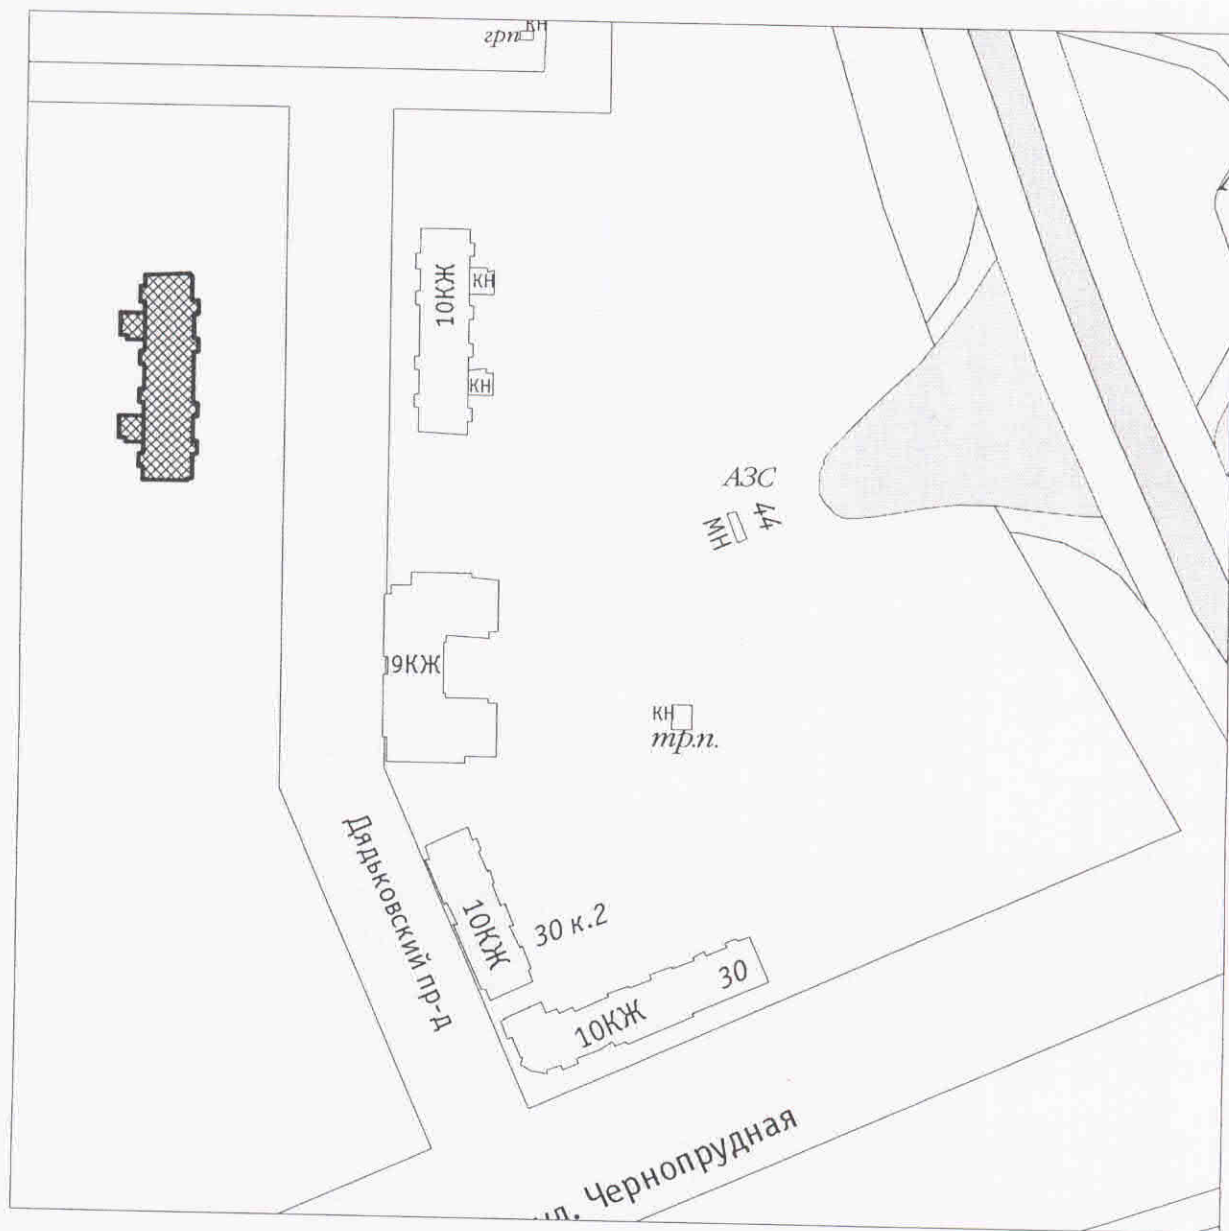 КН
грп
10КЖ
КН
КН
АЗС
МН
44
9КЖ
КН
тр.п.
Дядьковский пр-д
10КЖ
30 к.2
30
10КЖ
ул. Чернопрудная